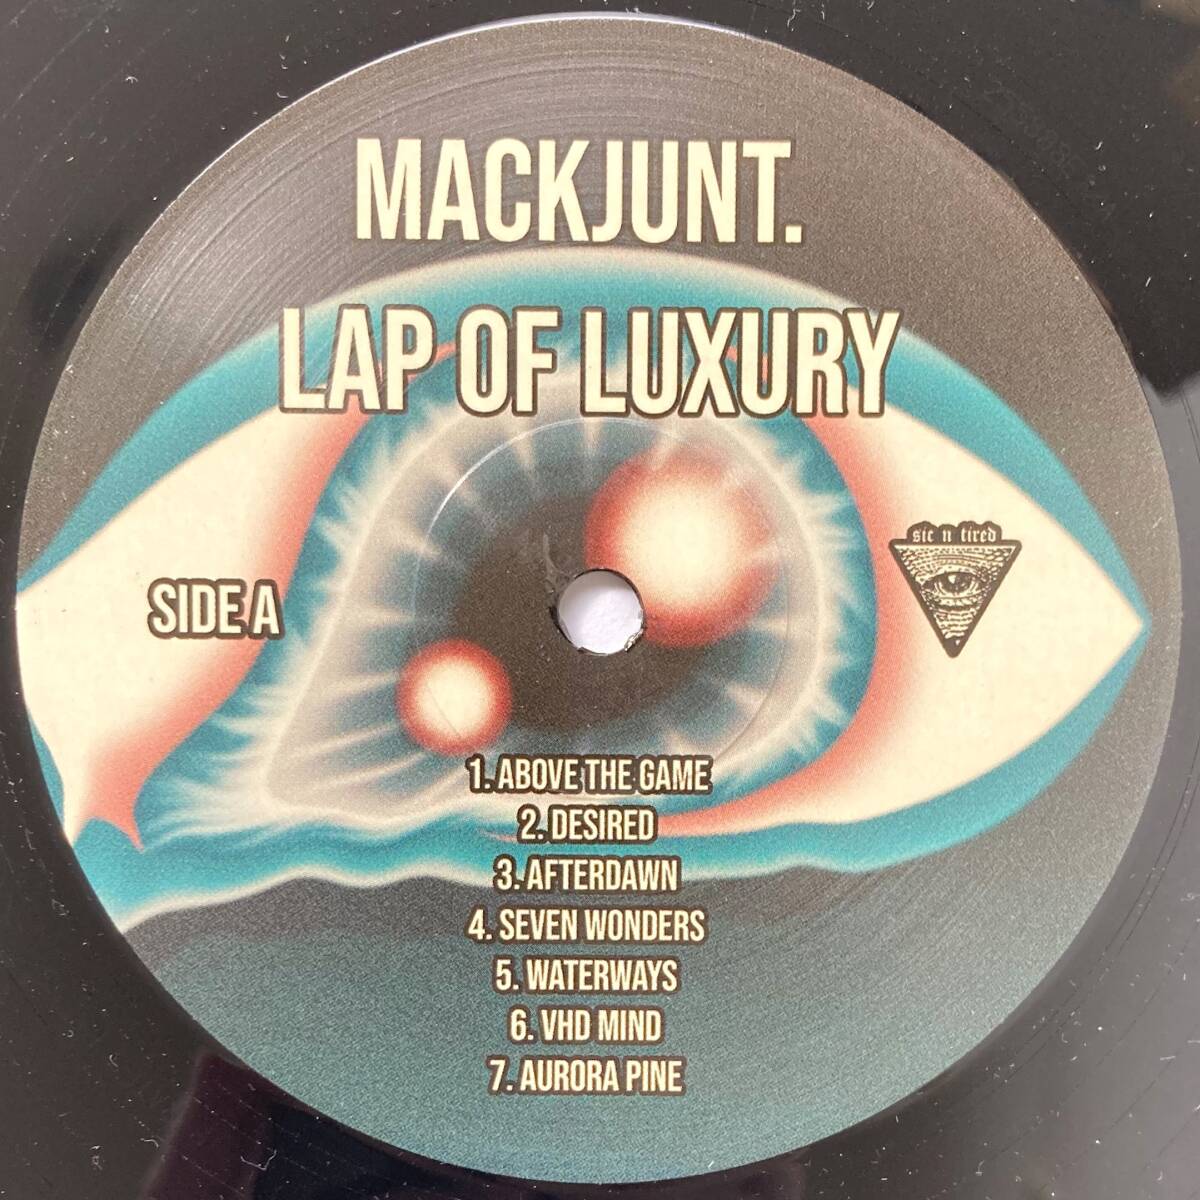 MACKJUNT.
LAP OF LUXURY
sic n tired
SIDE A
1. ABOVE THE GAME
2. DESIRED
3. AFTERDAWN
4. SEVEN WONDERS
5. WATERWAYS
6. VHD MIND
7. AURORA PINE